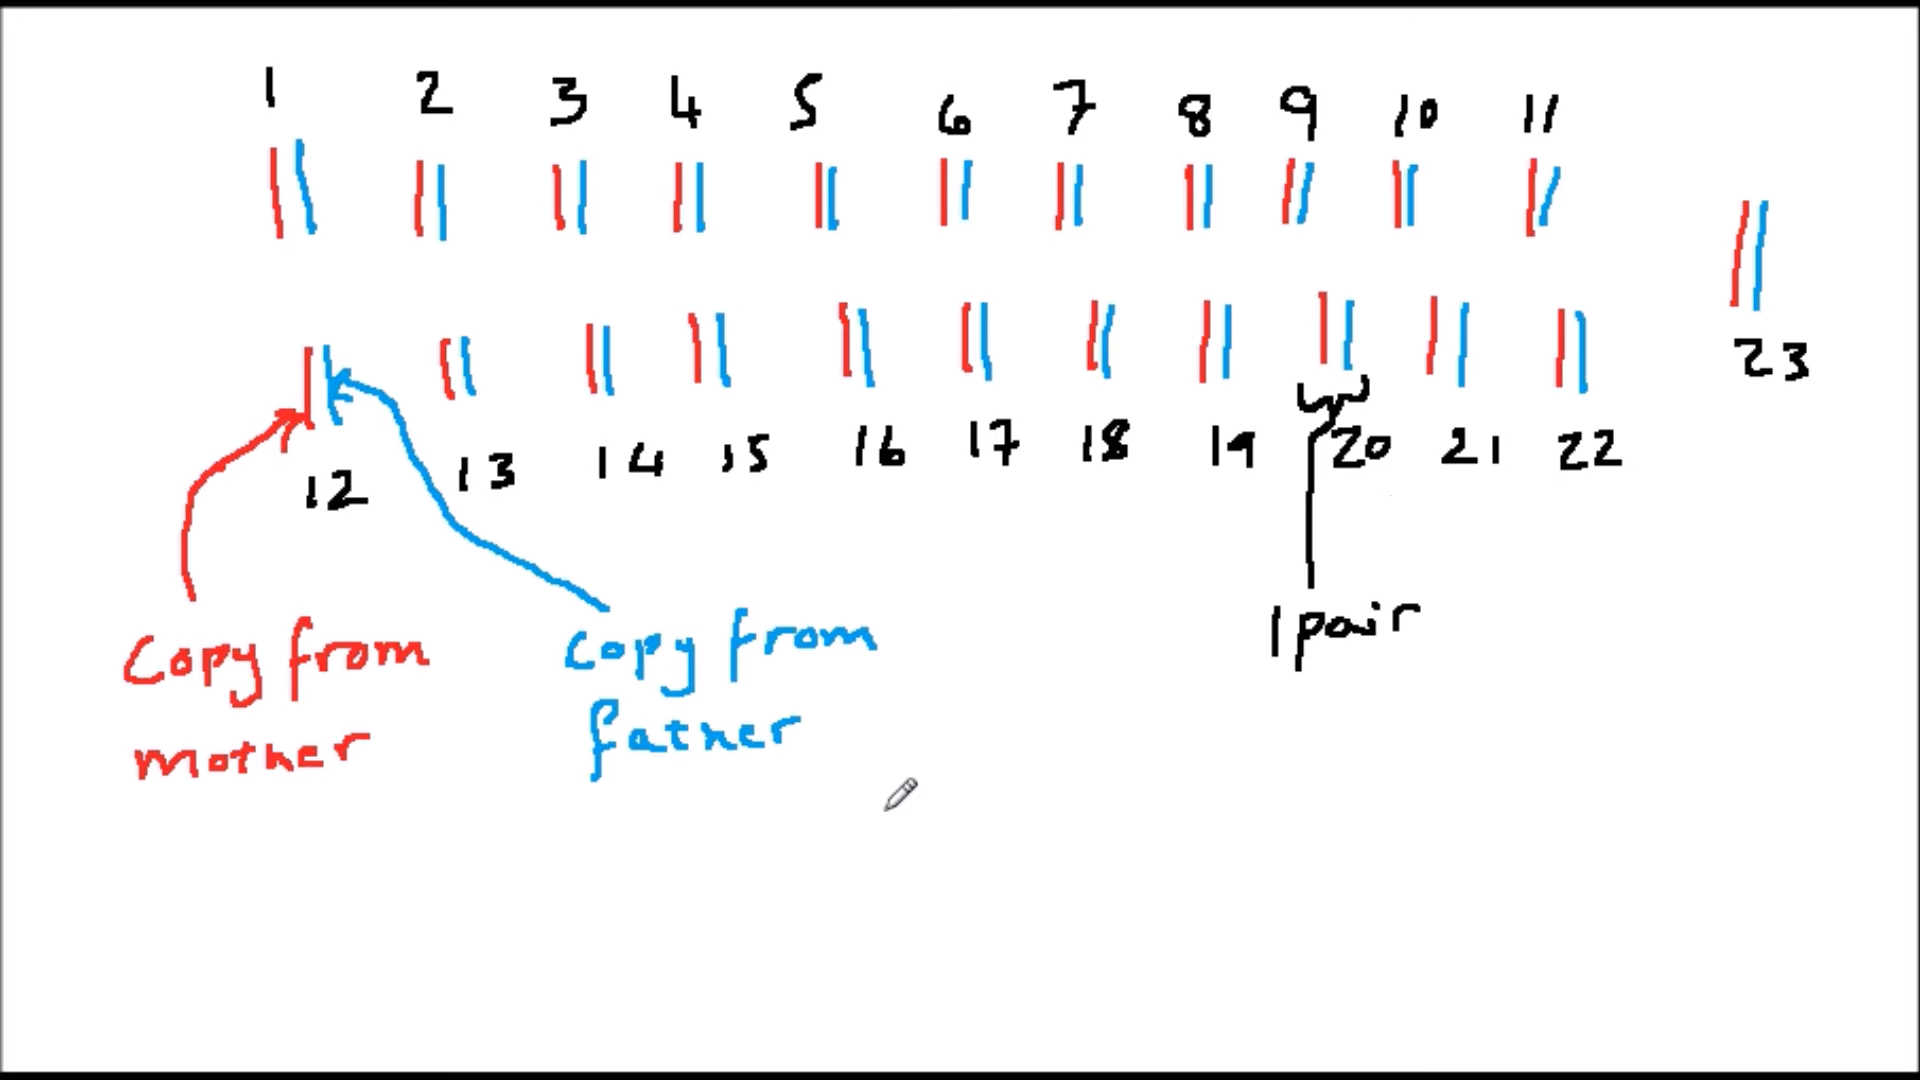 1 2 3 4 5 6 7 8 9 10 11
23
12 13 14 15 16 17 18 19 20 21 22
1 pair
Copy from
mother
Copy from
father